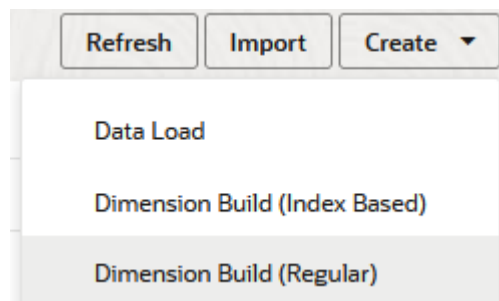 Refresh Import Create
Data Load
Dimension Build (Index Based)
Dimension Build (Regular)